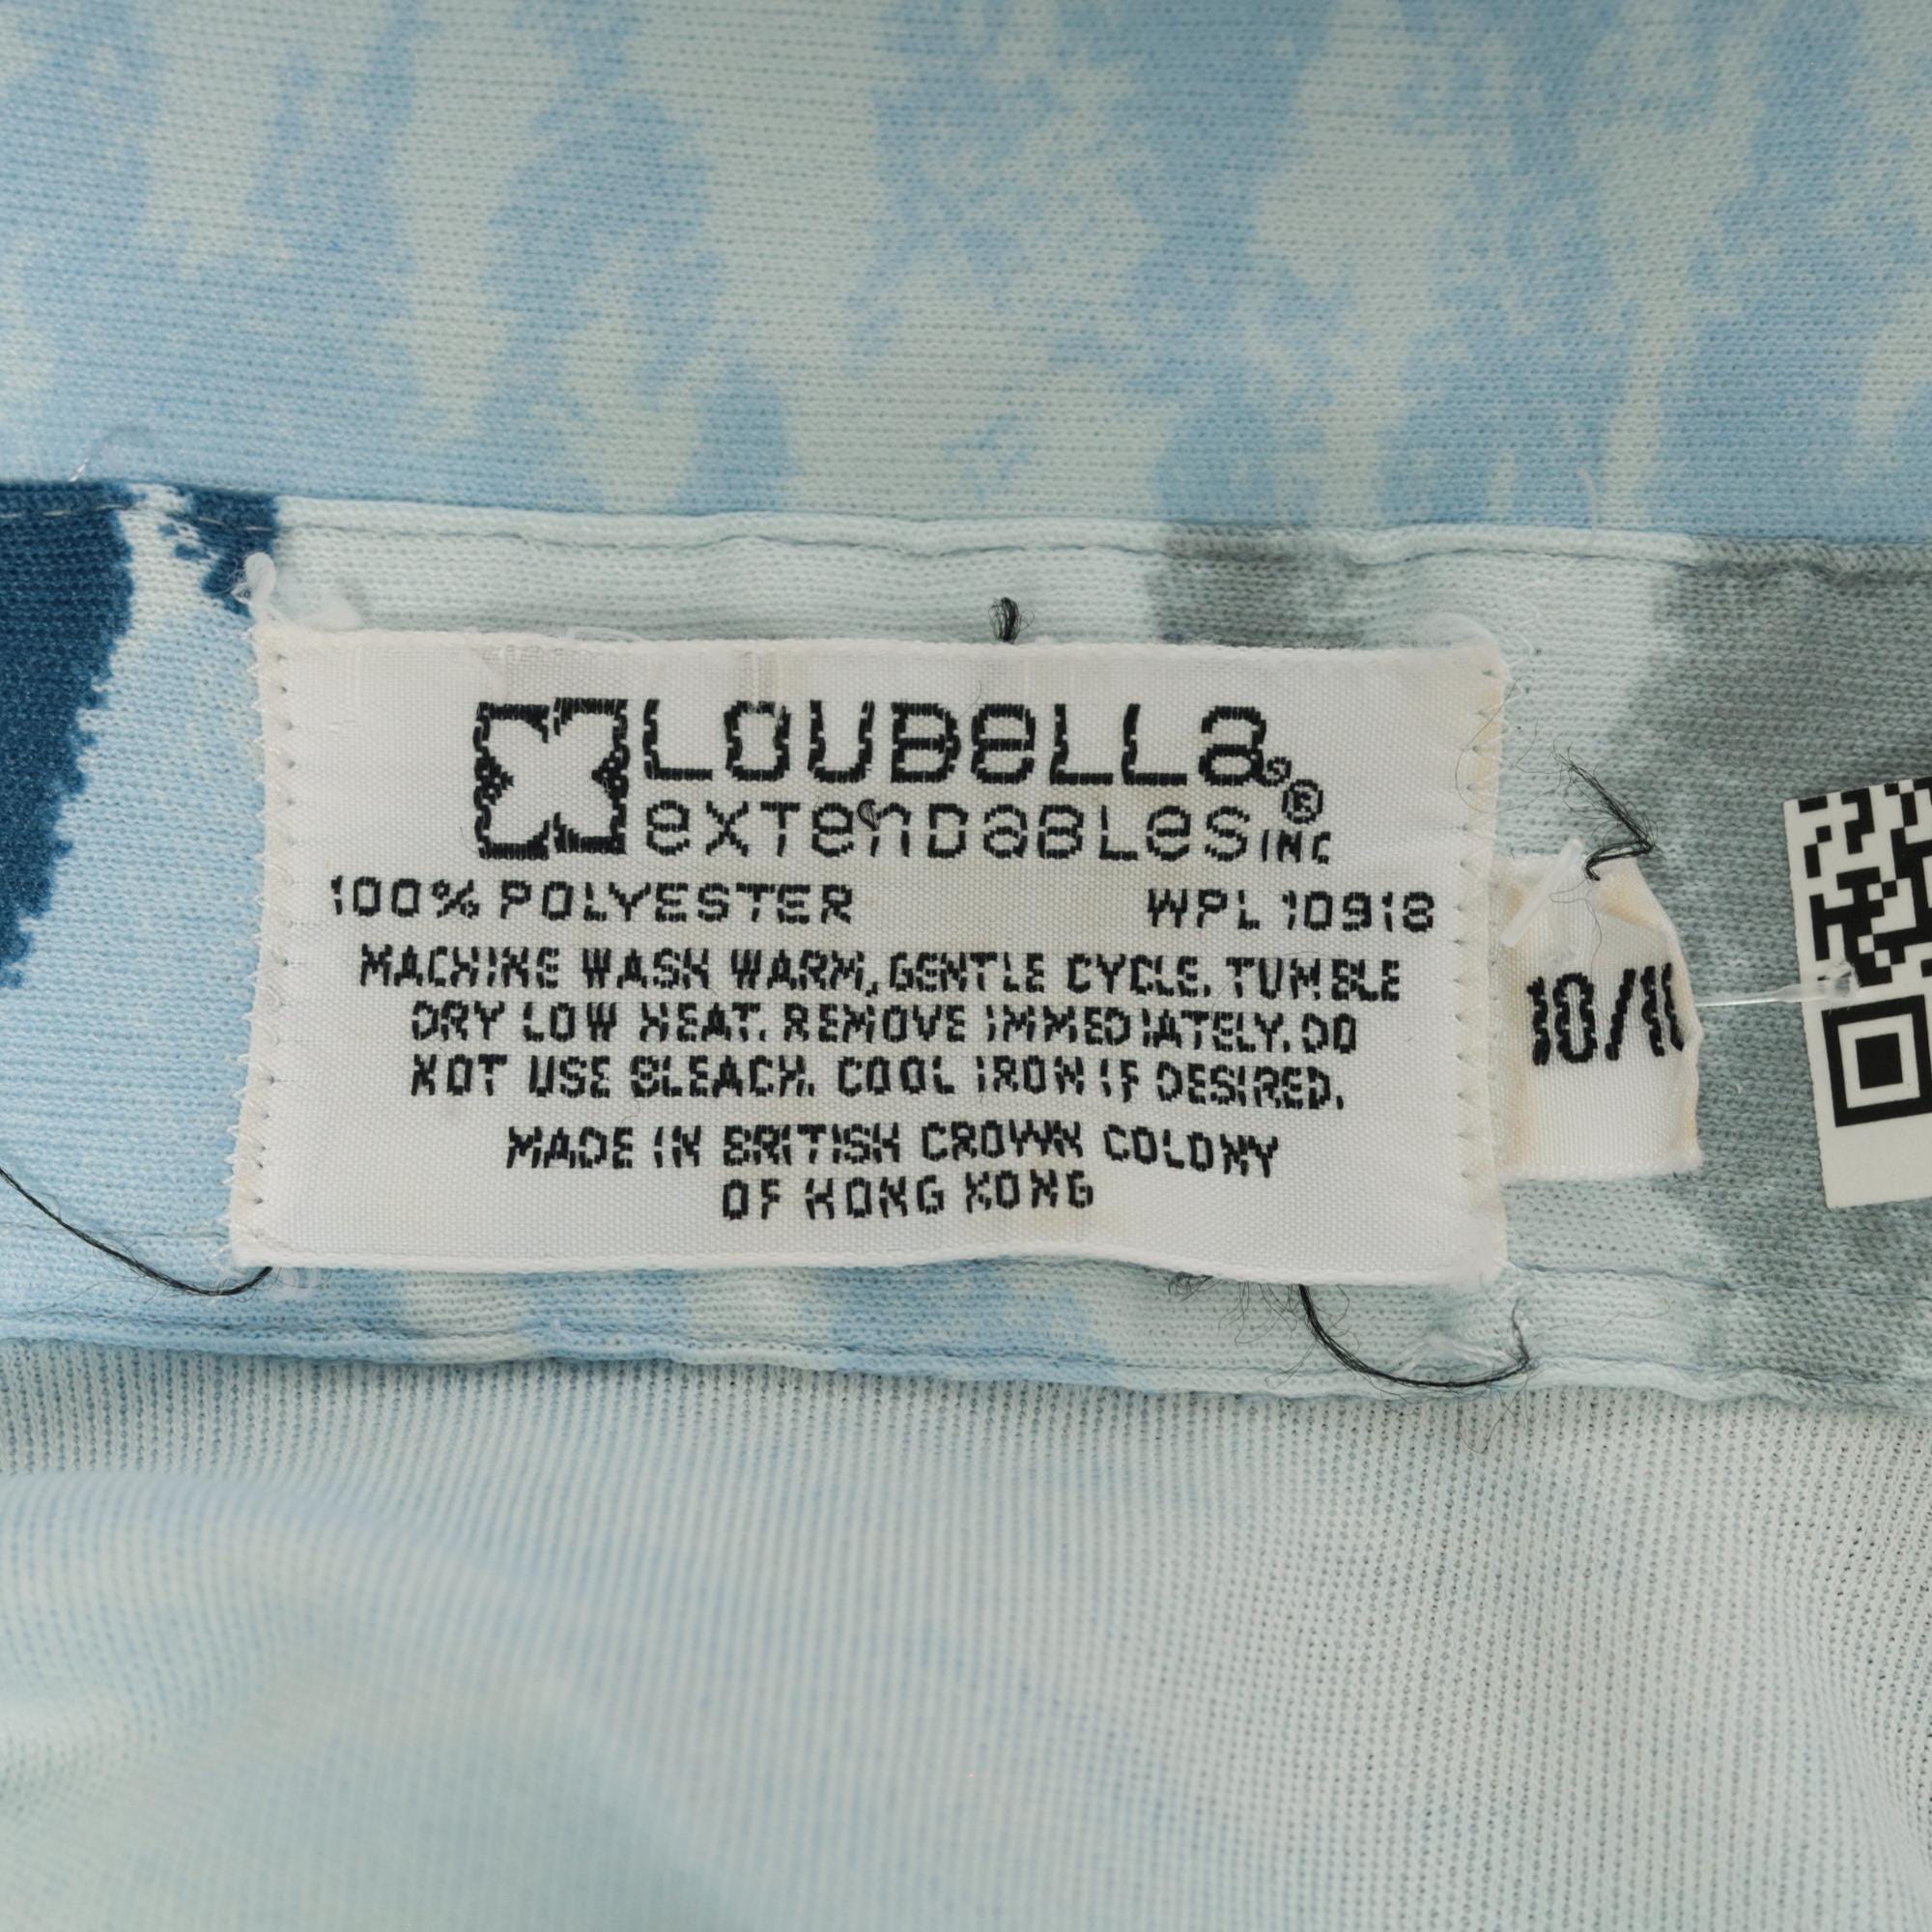 LOUBELLA
EXTENDABLES INC ®
100% POLYESTER WPL 10918
MACHINE WASH WARM, GENTLE CYCLE. TUMBLE
DRY LOW HEAT. REMOVE IMMEDIATELY. DO
NOT USE BLEACH. COOL IRON IF DESIRED.
MADE IN BRITISH CROWN COLONY
OF HONG KONG